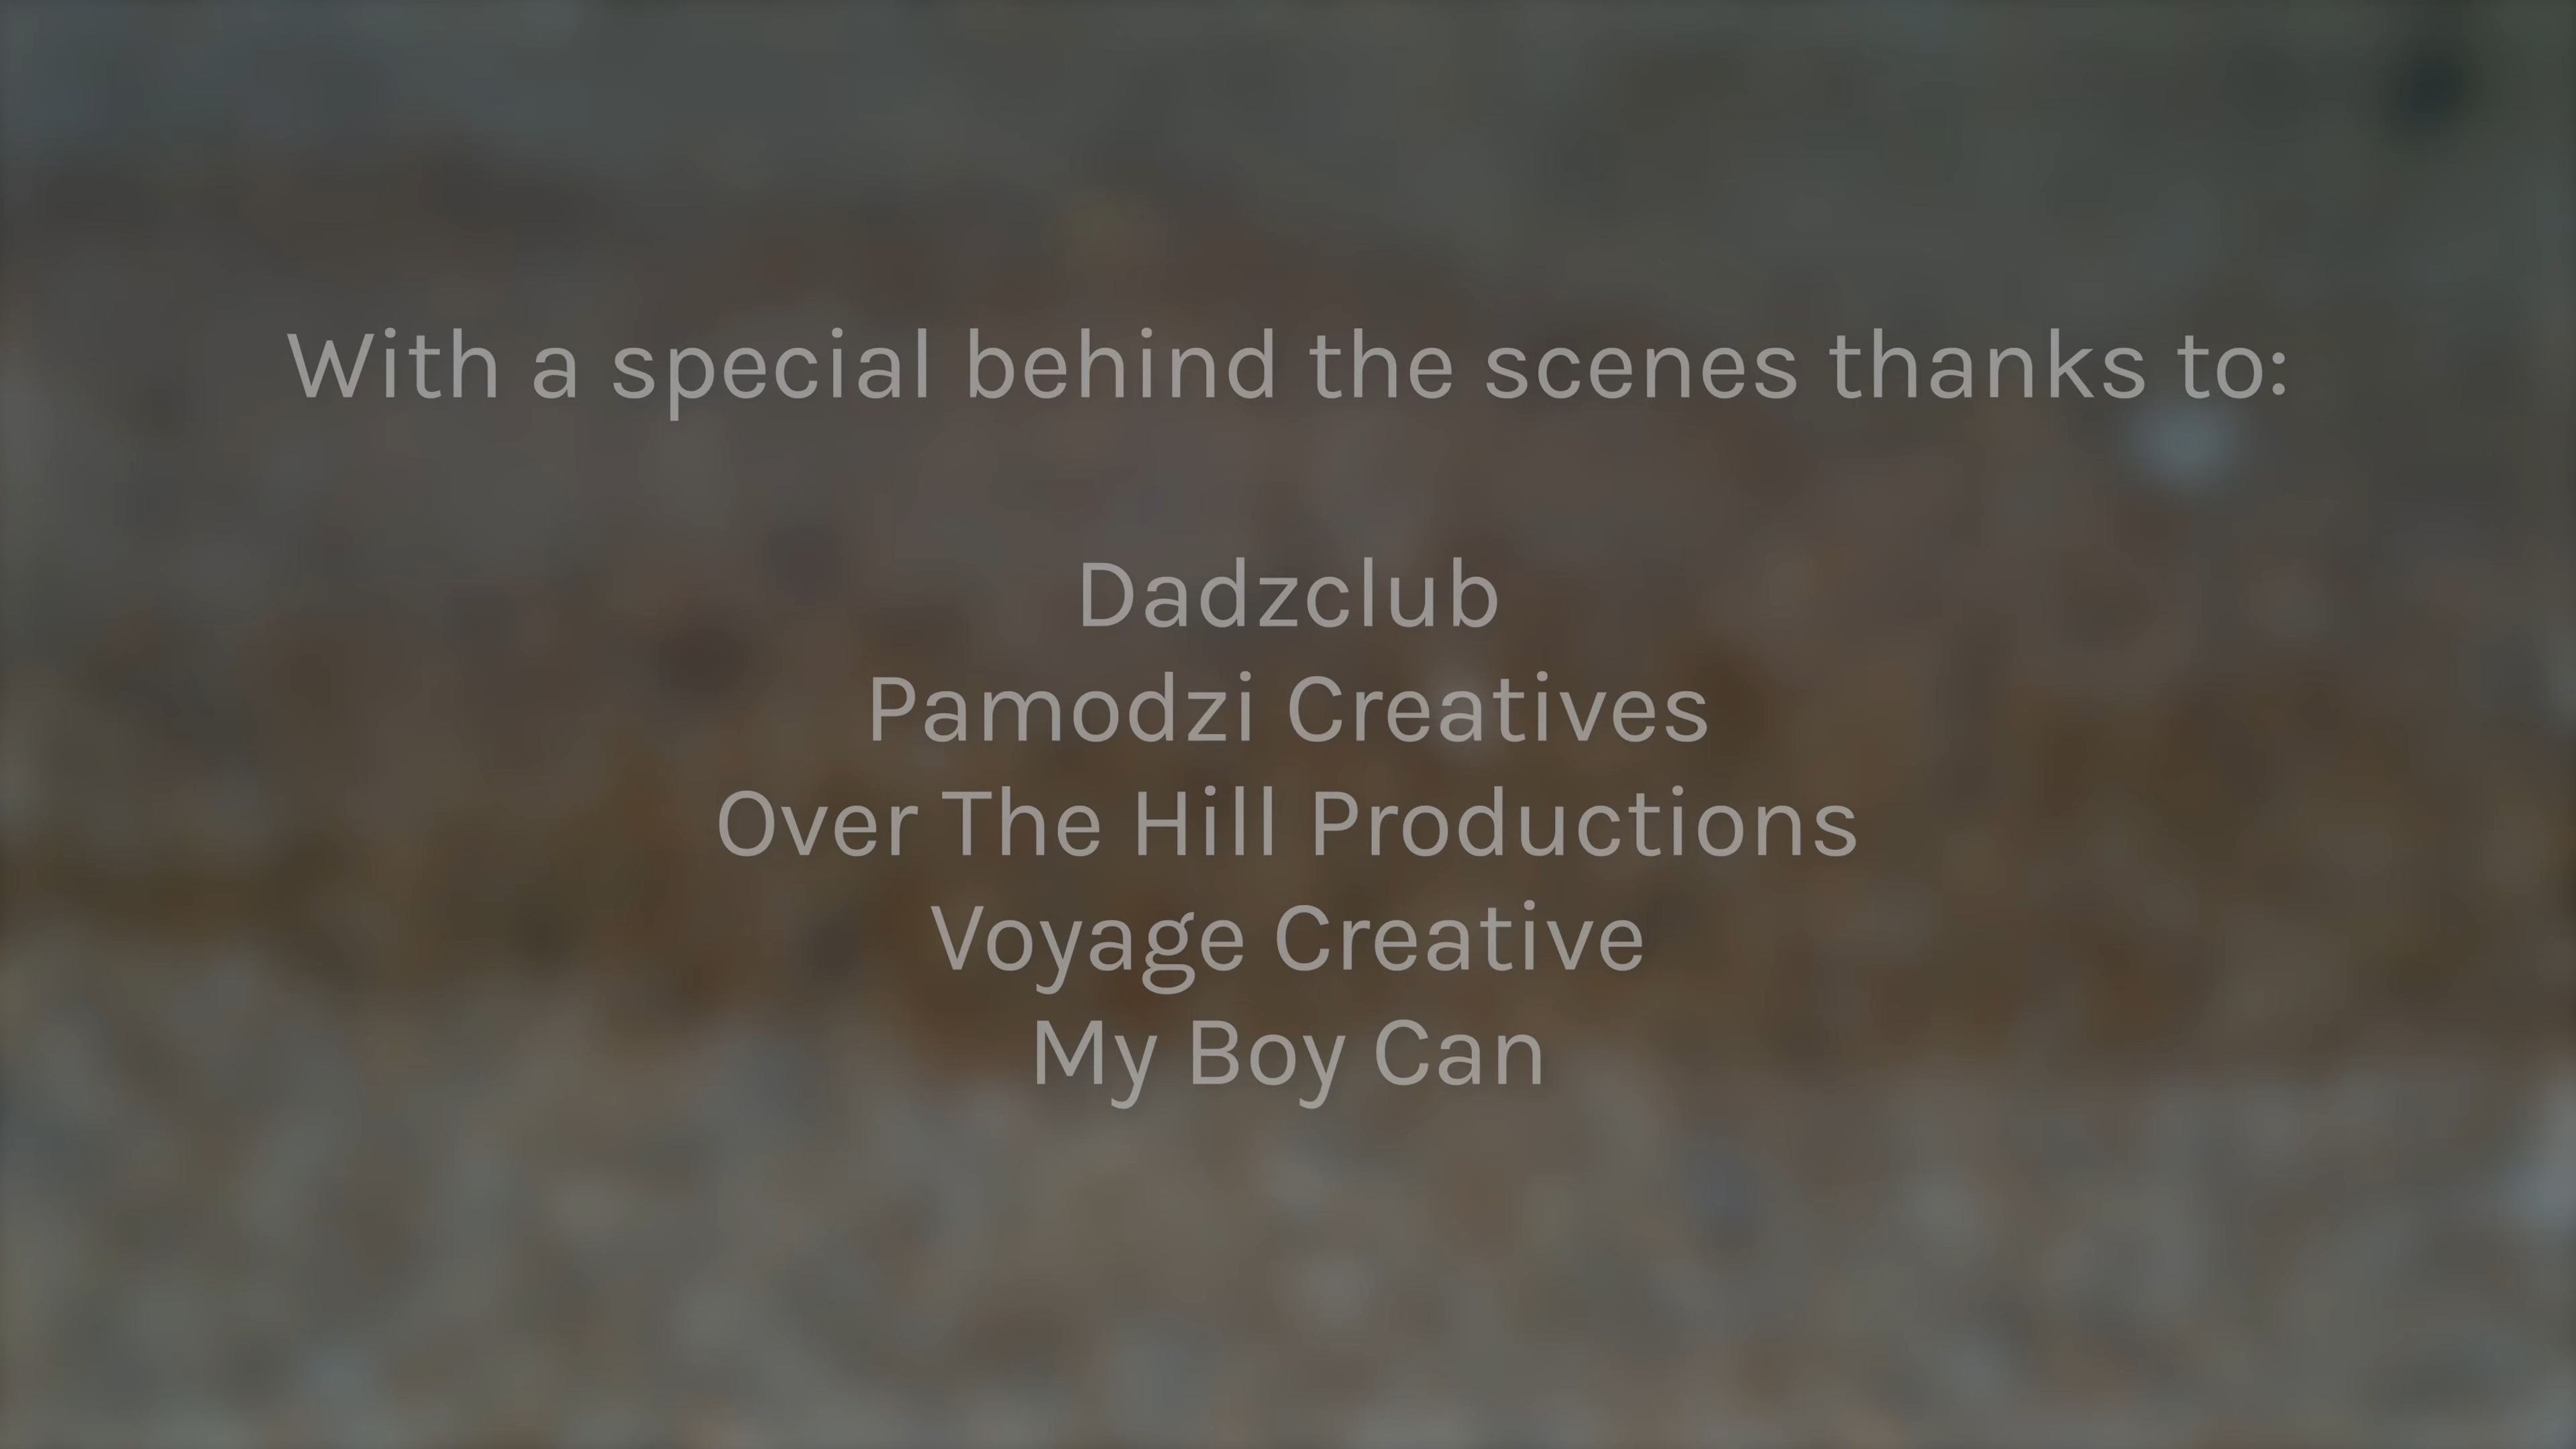 With a special behind the scenes thanks to:
Dadzclub
Pamodzi Creatives
Over The Hill Productions
Voyage Creative
My Boy Can